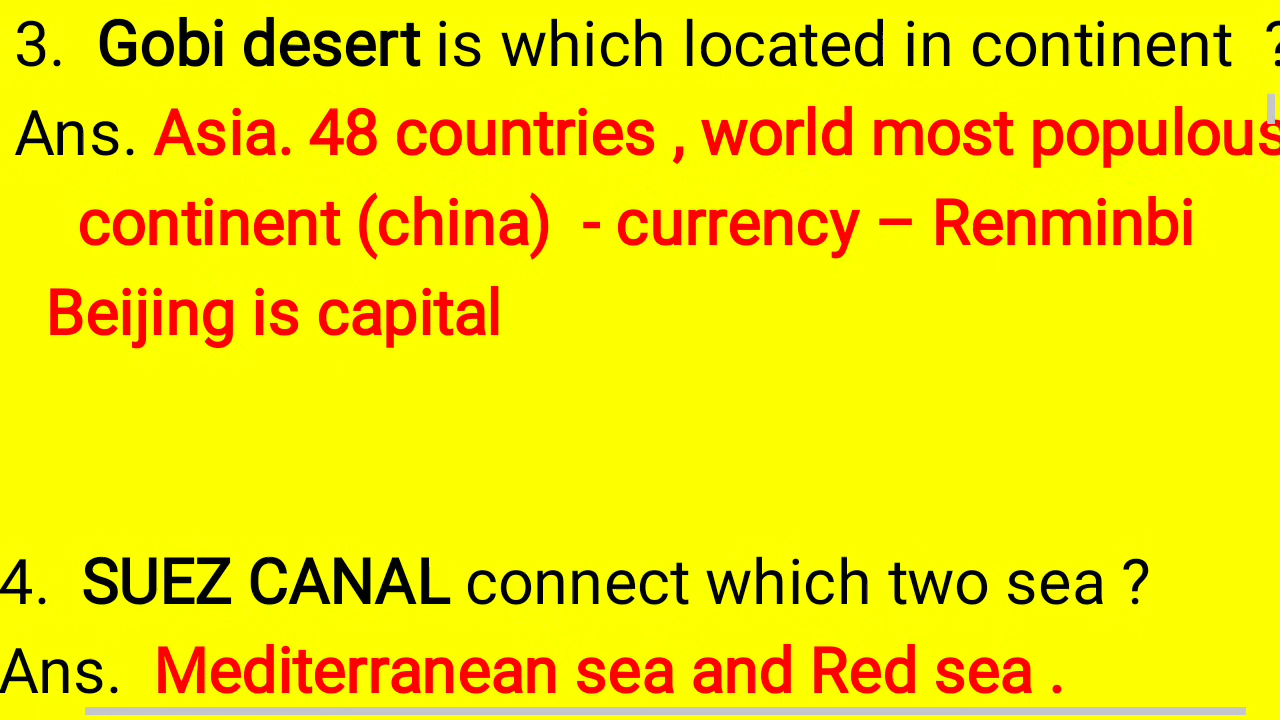 3. Gobi desert is which located in continent ?
Ans. Asia. 48 countries , world most populous
continent (china) - currency – Renminbi
Beijing is capital
4. SUEZ CANAL connect which two sea ?
Ans. Mediterranean sea and Red sea .